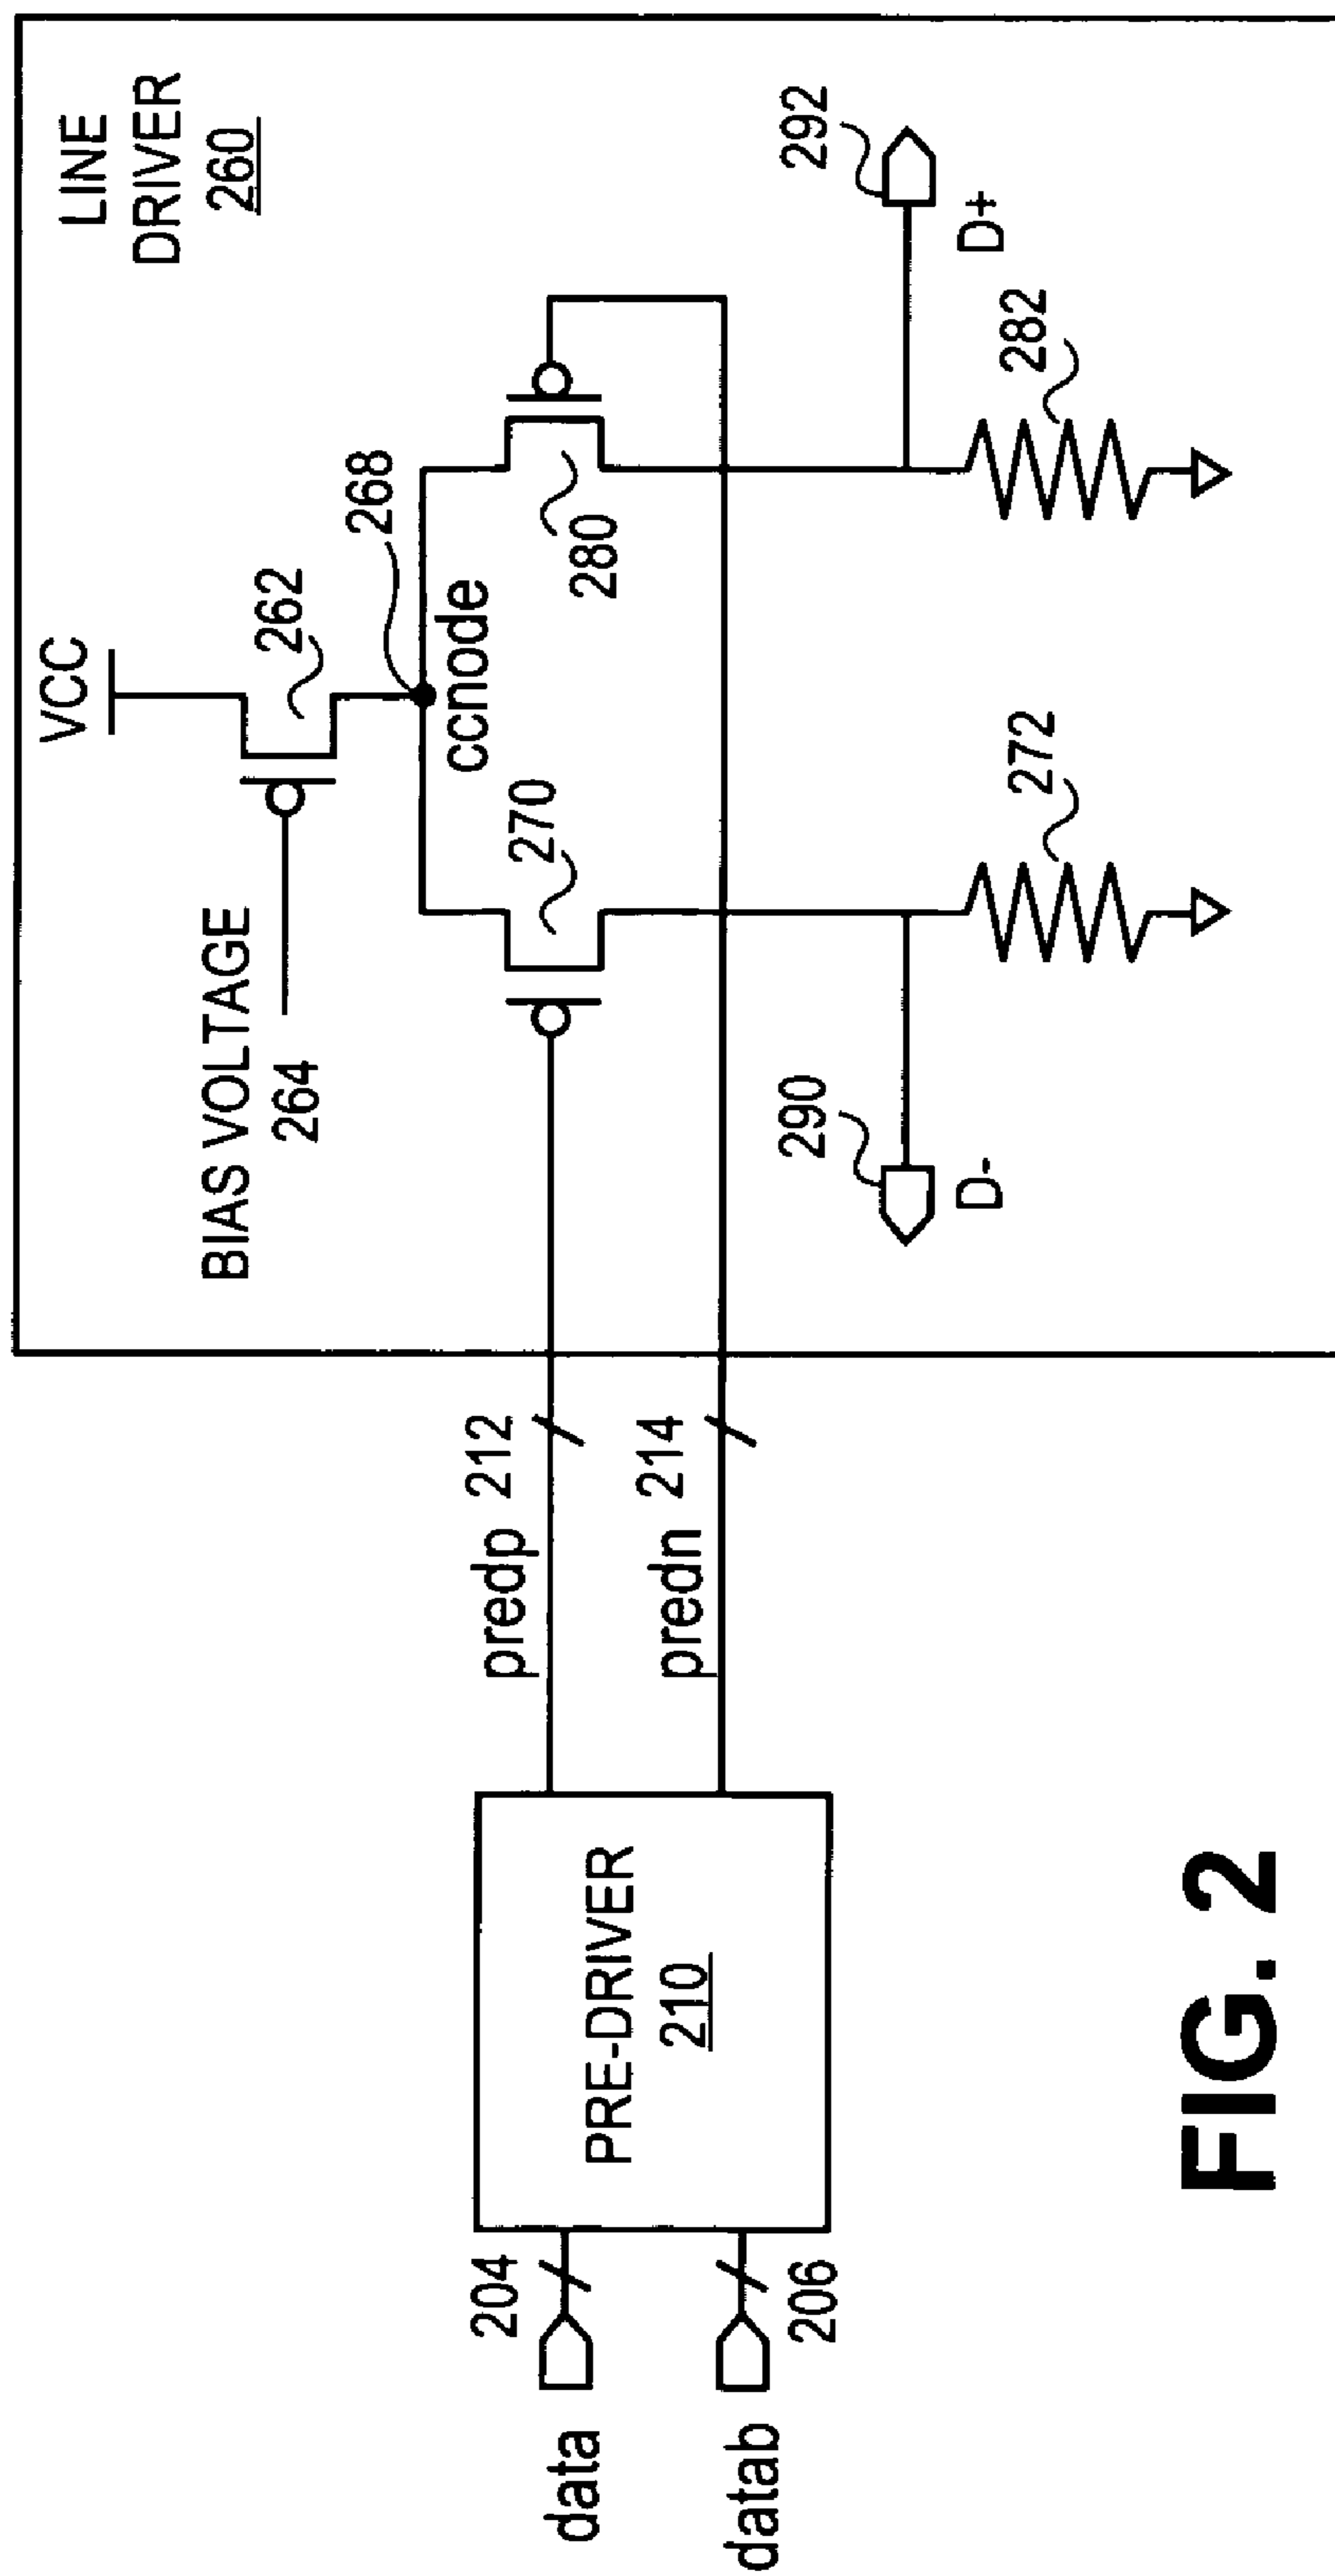 LINE
DRIVER
260
VCC
262
BIAS VOLTAGE
264
268
ccnode
270
280
predp 212
predn 214
PRE-DRIVER
210
204
data
206
datab
290
D-
292
D+
272
282
FIG. 2